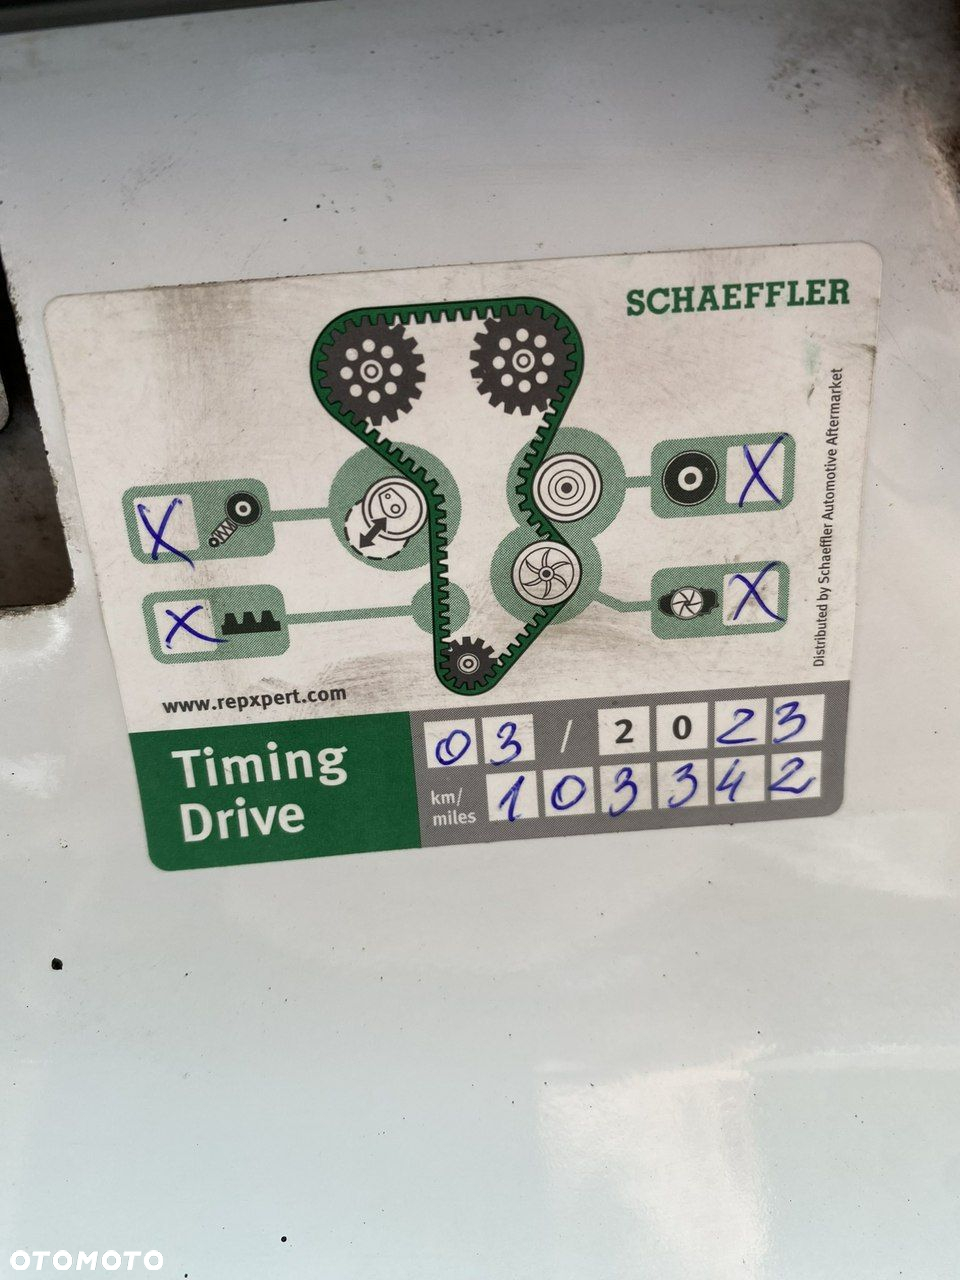 SCHAEFFLER
Distributed by Schaeffler Automotive Aftermarket
X
X
X
X
www.repxpert.com
Timing
Drive
03 / 2023
km/
miles
103342
OTOMOTO